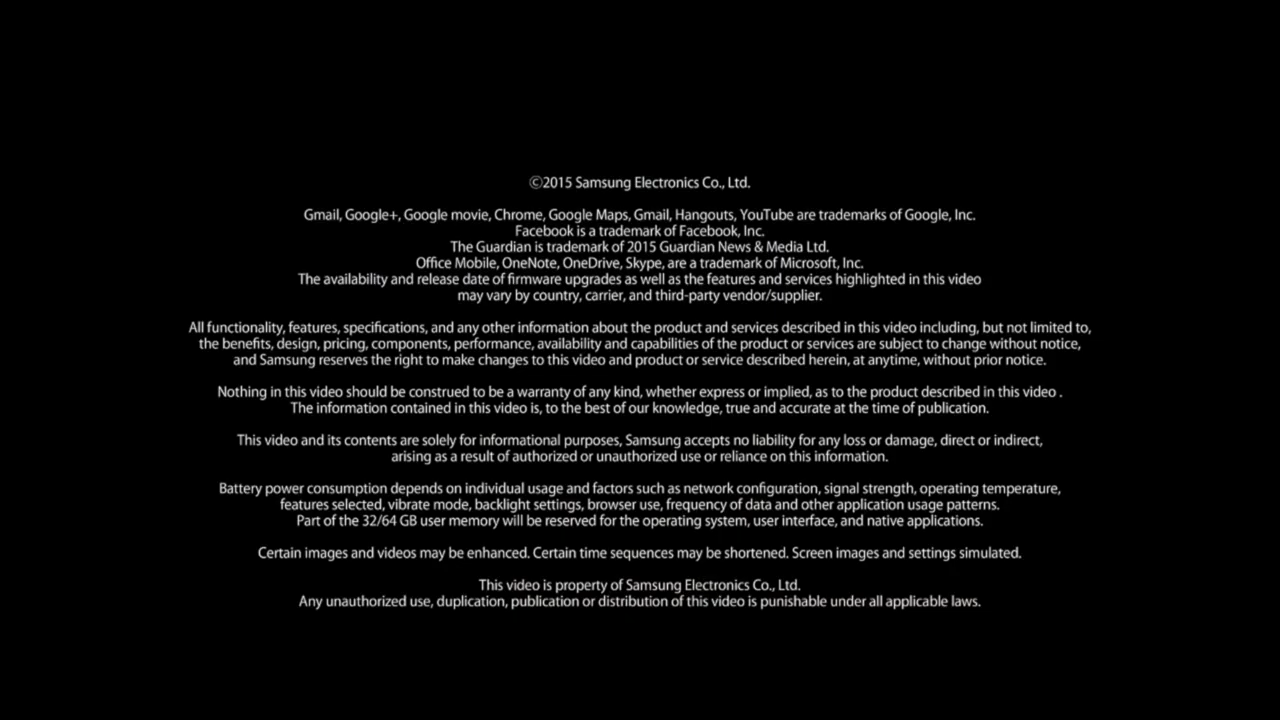 ©2015 Samsung Electronics Co., Ltd.
Gmail, Google+, Google movie, Chrome, Google Maps, Gmail, Hangouts, YouTube are trademarks of Google, Inc.
Facebook is a trademark of Facebook, Inc.
The Guardian is trademark of 2015 Guardian News & Media Ltd.
Office Mobile, OneNote, OneDrive, Skype, are a trademark of Microsoft, Inc.
The availability and release date of firmware upgrades as well as the features and services highlighted in this video
may vary by country, carrier, and third-party vendor/supplier.
All functionality, features, specifications, and any other information about the product and services described in this video including, but not limited to,
the benefits, design, pricing, components, performance, availability and capabilities of the product or services are subject to change without notice,
and Samsung reserves the right to make changes to this video and product or service described herein, at anytime, without prior notice.
Nothing in this video should be construed to be a warranty of any kind, whether express or implied, as to the product described in this video .
The information contained in this video is, to the best of our knowledge, true and accurate at the time of publication.
This video and its contents are solely for informational purposes, Samsung accepts no liability for any loss or damage, direct or indirect,
arising as a result of authorized or unauthorized use or reliance on this information.
Battery power consumption depends on individual usage and factors such as network configuration, signal strength, operating temperature,
features selected, vibrate mode, backlight settings, browser use, frequency of data and other application usage patterns.
Part of the 32/64 GB user memory will be reserved for the operating system, user interface, and native applications.
Certain images and videos may be enhanced. Certain time sequences may be shortened. Screen images and settings simulated.
This video is property of Samsung Electronics Co., Ltd.
Any unauthorized use, duplication, publication or distribution of this video is punishable under all applicable laws.